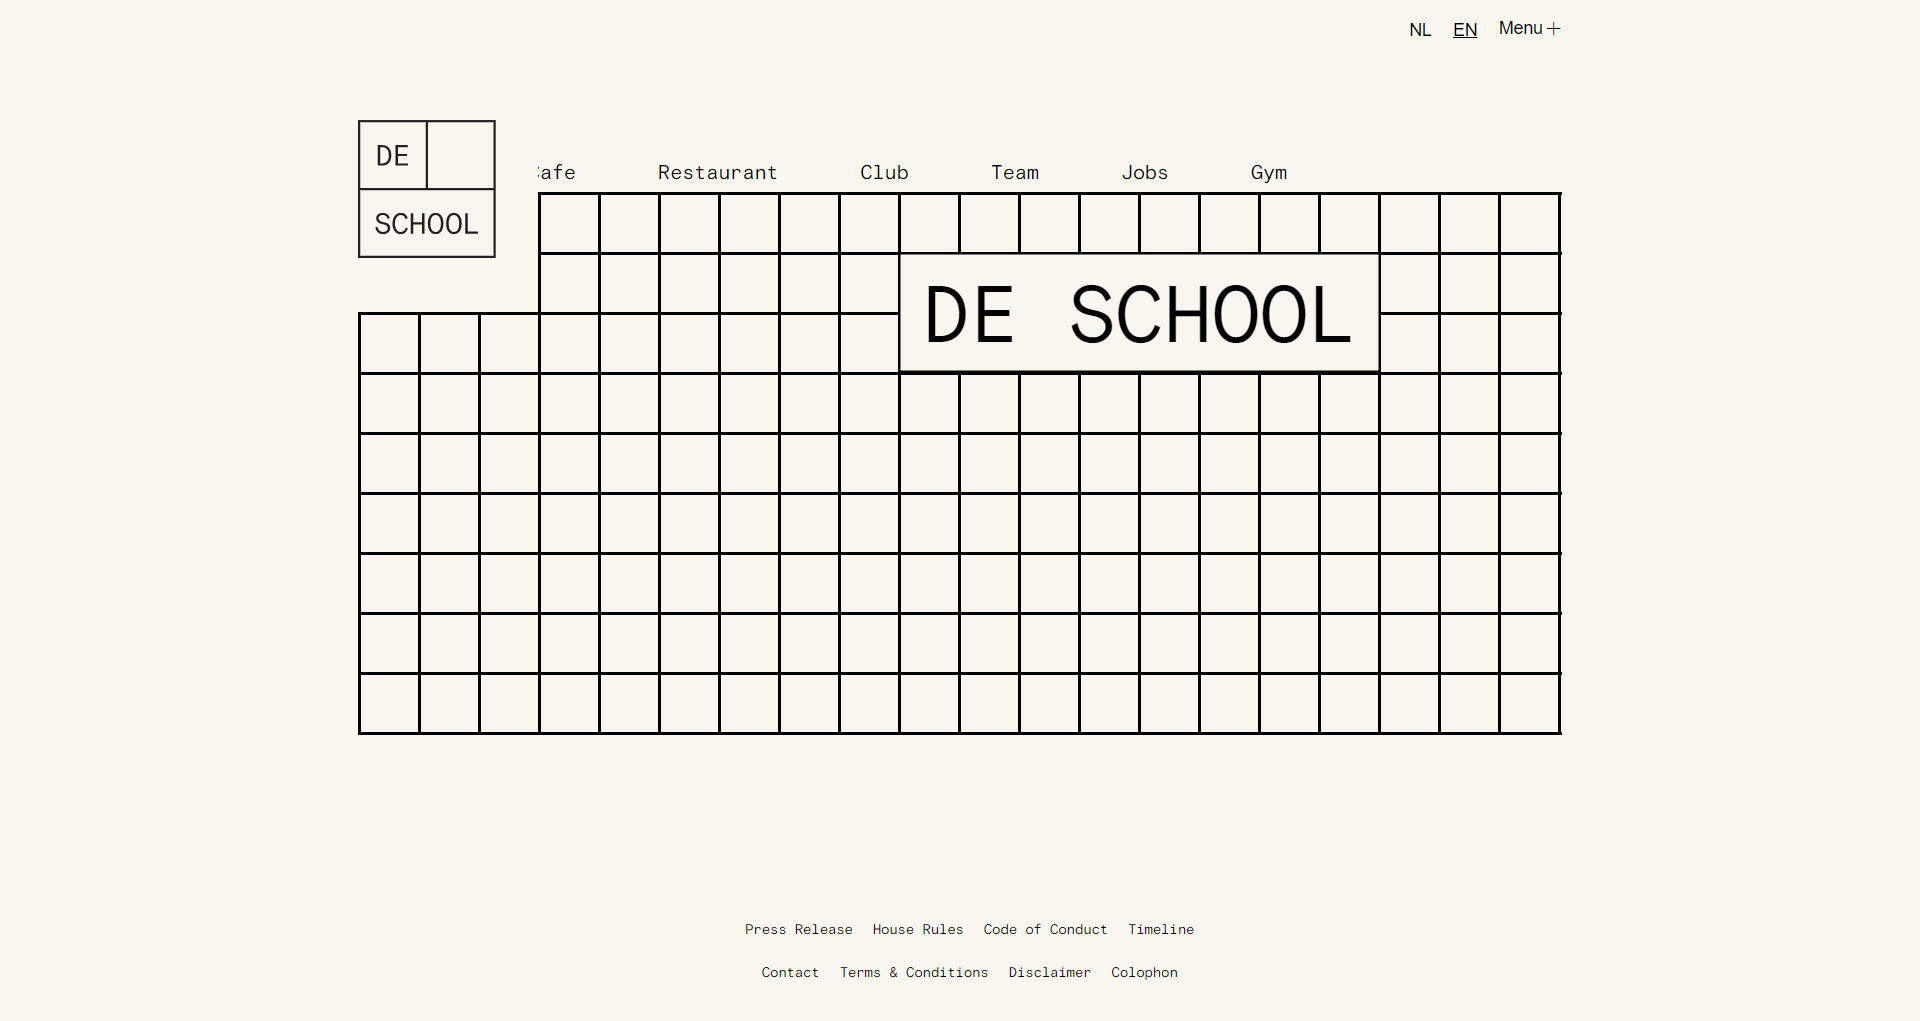 NL EN Menu
DE
SCHOOL
afe Restaurant Club Team Jobs Gym
DE SCHOOL
Press Release House Rules Code of Conduct Timeline
Contact Terms & Conditions Disclaimer Colophon